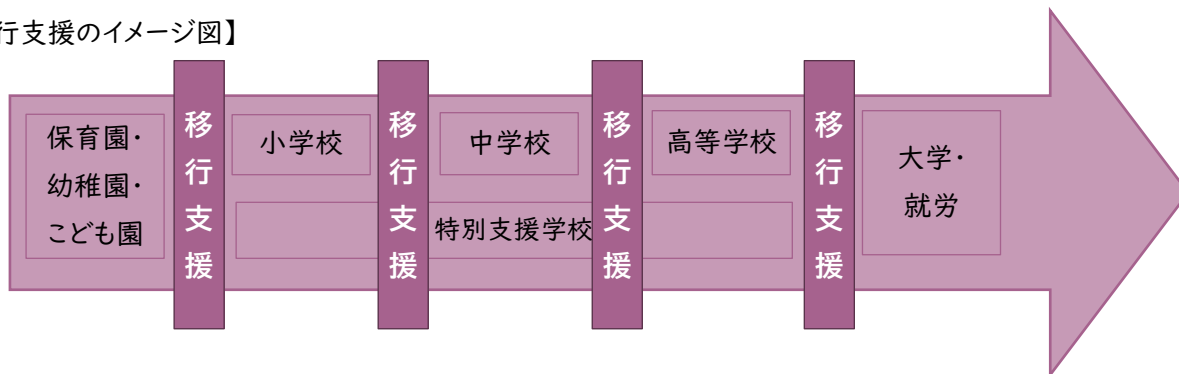 行支援のイメージ図】
保育園・
幼稚園・
こども園
移行支援
小学校
移行支援
中学校
移行支援
高等学校
移行支援
大学・
就労
特別支援学校